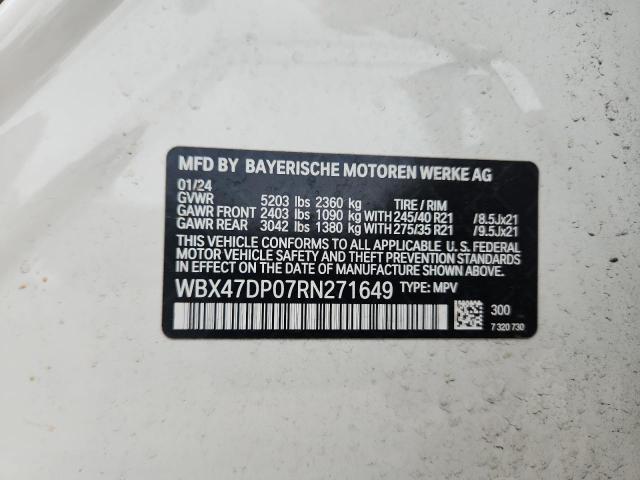 MFD BY BAYERISCHE MOTOREN WERKE AG
01/24
GVWR 5203 lbs 2360 kg TIRE / RIM
GAWR FRONT 2403 lbs 1090 kg WITH 245/40 R21 /8.5Jx21
GAWR REAR 3042 lbs 1380 kg WITH 275/35 R21 /9.5Jx21
THIS VEHICLE CONFORMS TO ALL APPLICABLE U. S. FEDERAL
MOTOR VEHICLE SAFETY AND THEFT PREVENTION STANDARDS
IN EFFECT ON THE DATE OF MANUFACTURE SHOWN ABOVE.
WBX47DP07RN271649 TYPE: MPV
300
7 320 730